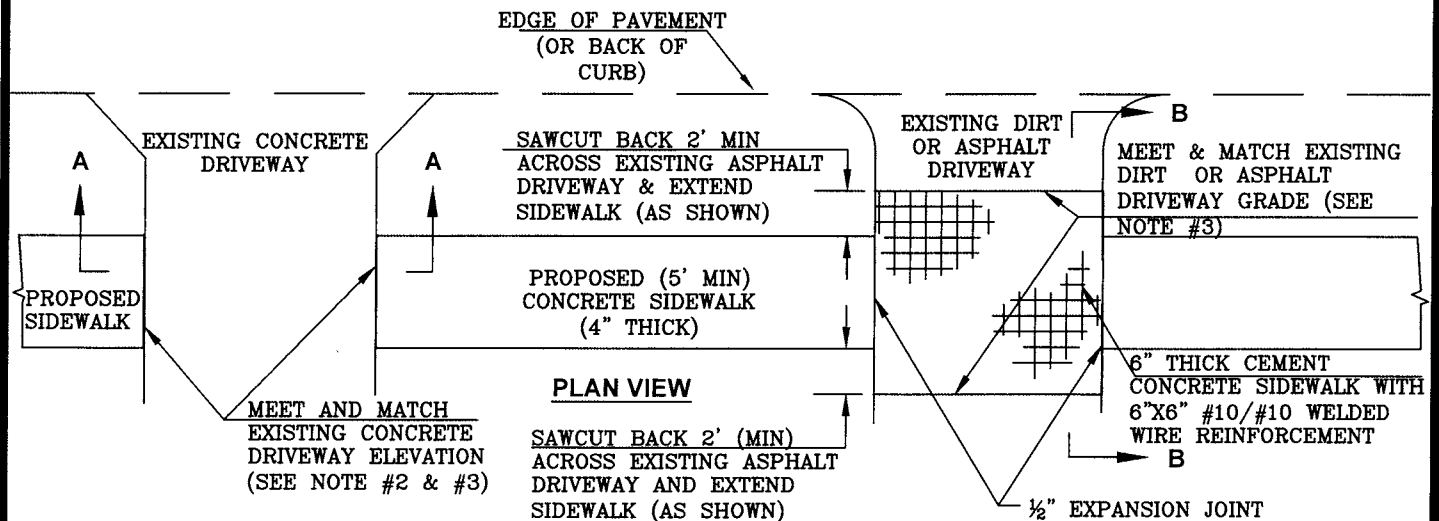 EDGE OF PAVEMENT
(OR BACK OF
CURB)
EXISTING CONCRETE
DRIVEWAY
A
A
SAWCUT BACK 2' MIN
ACROSS EXISTING ASPHALT
DRIVEWAY & EXTEND
SIDEWALK (AS SHOWN)
EXISTING DIRT
OR ASPHALT
DRIVEWAY
B
MEET & MATCH EXISTING
DIRT OR ASPHALT
DRIVEWAY GRADE (SEE
NOTE #3)
PROPOSED
SIDEWALK
PROPOSED (5' MIN)
CONCRETE SIDEWALK
(4" THICK)
PLAN VIEW
MEET AND MATCH
EXISTING CONCRETE
DRIVEWAY ELEVATION
(SEE NOTE #2 & #3)
SAWCUT BACK 2' (MIN)
ACROSS EXISTING ASPHALT
DRIVEWAY AND EXTEND
SIDEWALK (AS SHOWN)
6" THICK CEMENT
CONCRETE SIDEWALK WITH
6"X6" #10/#10 WELDED
WIRE REINFORCEMENT
B
½" EXPANSION JOINT